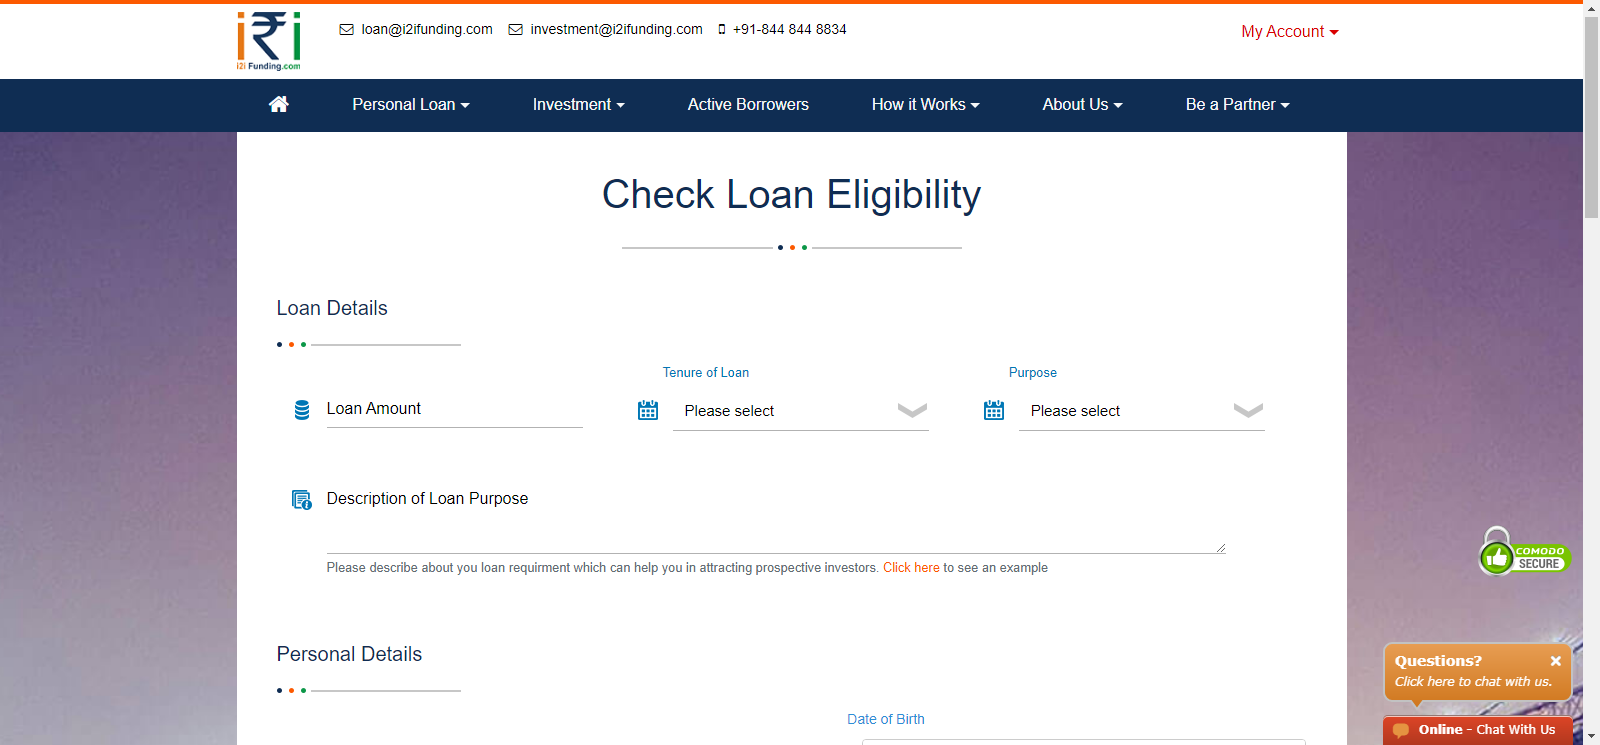 i2i Funding.com
loan@i2ifunding.com investment@i2ifunding.com +91-844 844 8834
My Account
Personal Loan Investment Active Borrowers How it Works About Us Be a Partner
Check Loan Eligibility
Loan Details
Tenure of Loan Purpose
Loan Amount Please select Please select
Description of Loan Purpose
Please describe about you loan requirment which can help you in attracting prospective investors. Click here to see an example
COMODO
SECURE
Personal Details
Questions?
Click here to chat with us.
Date of Birth
Online - Chat With Us